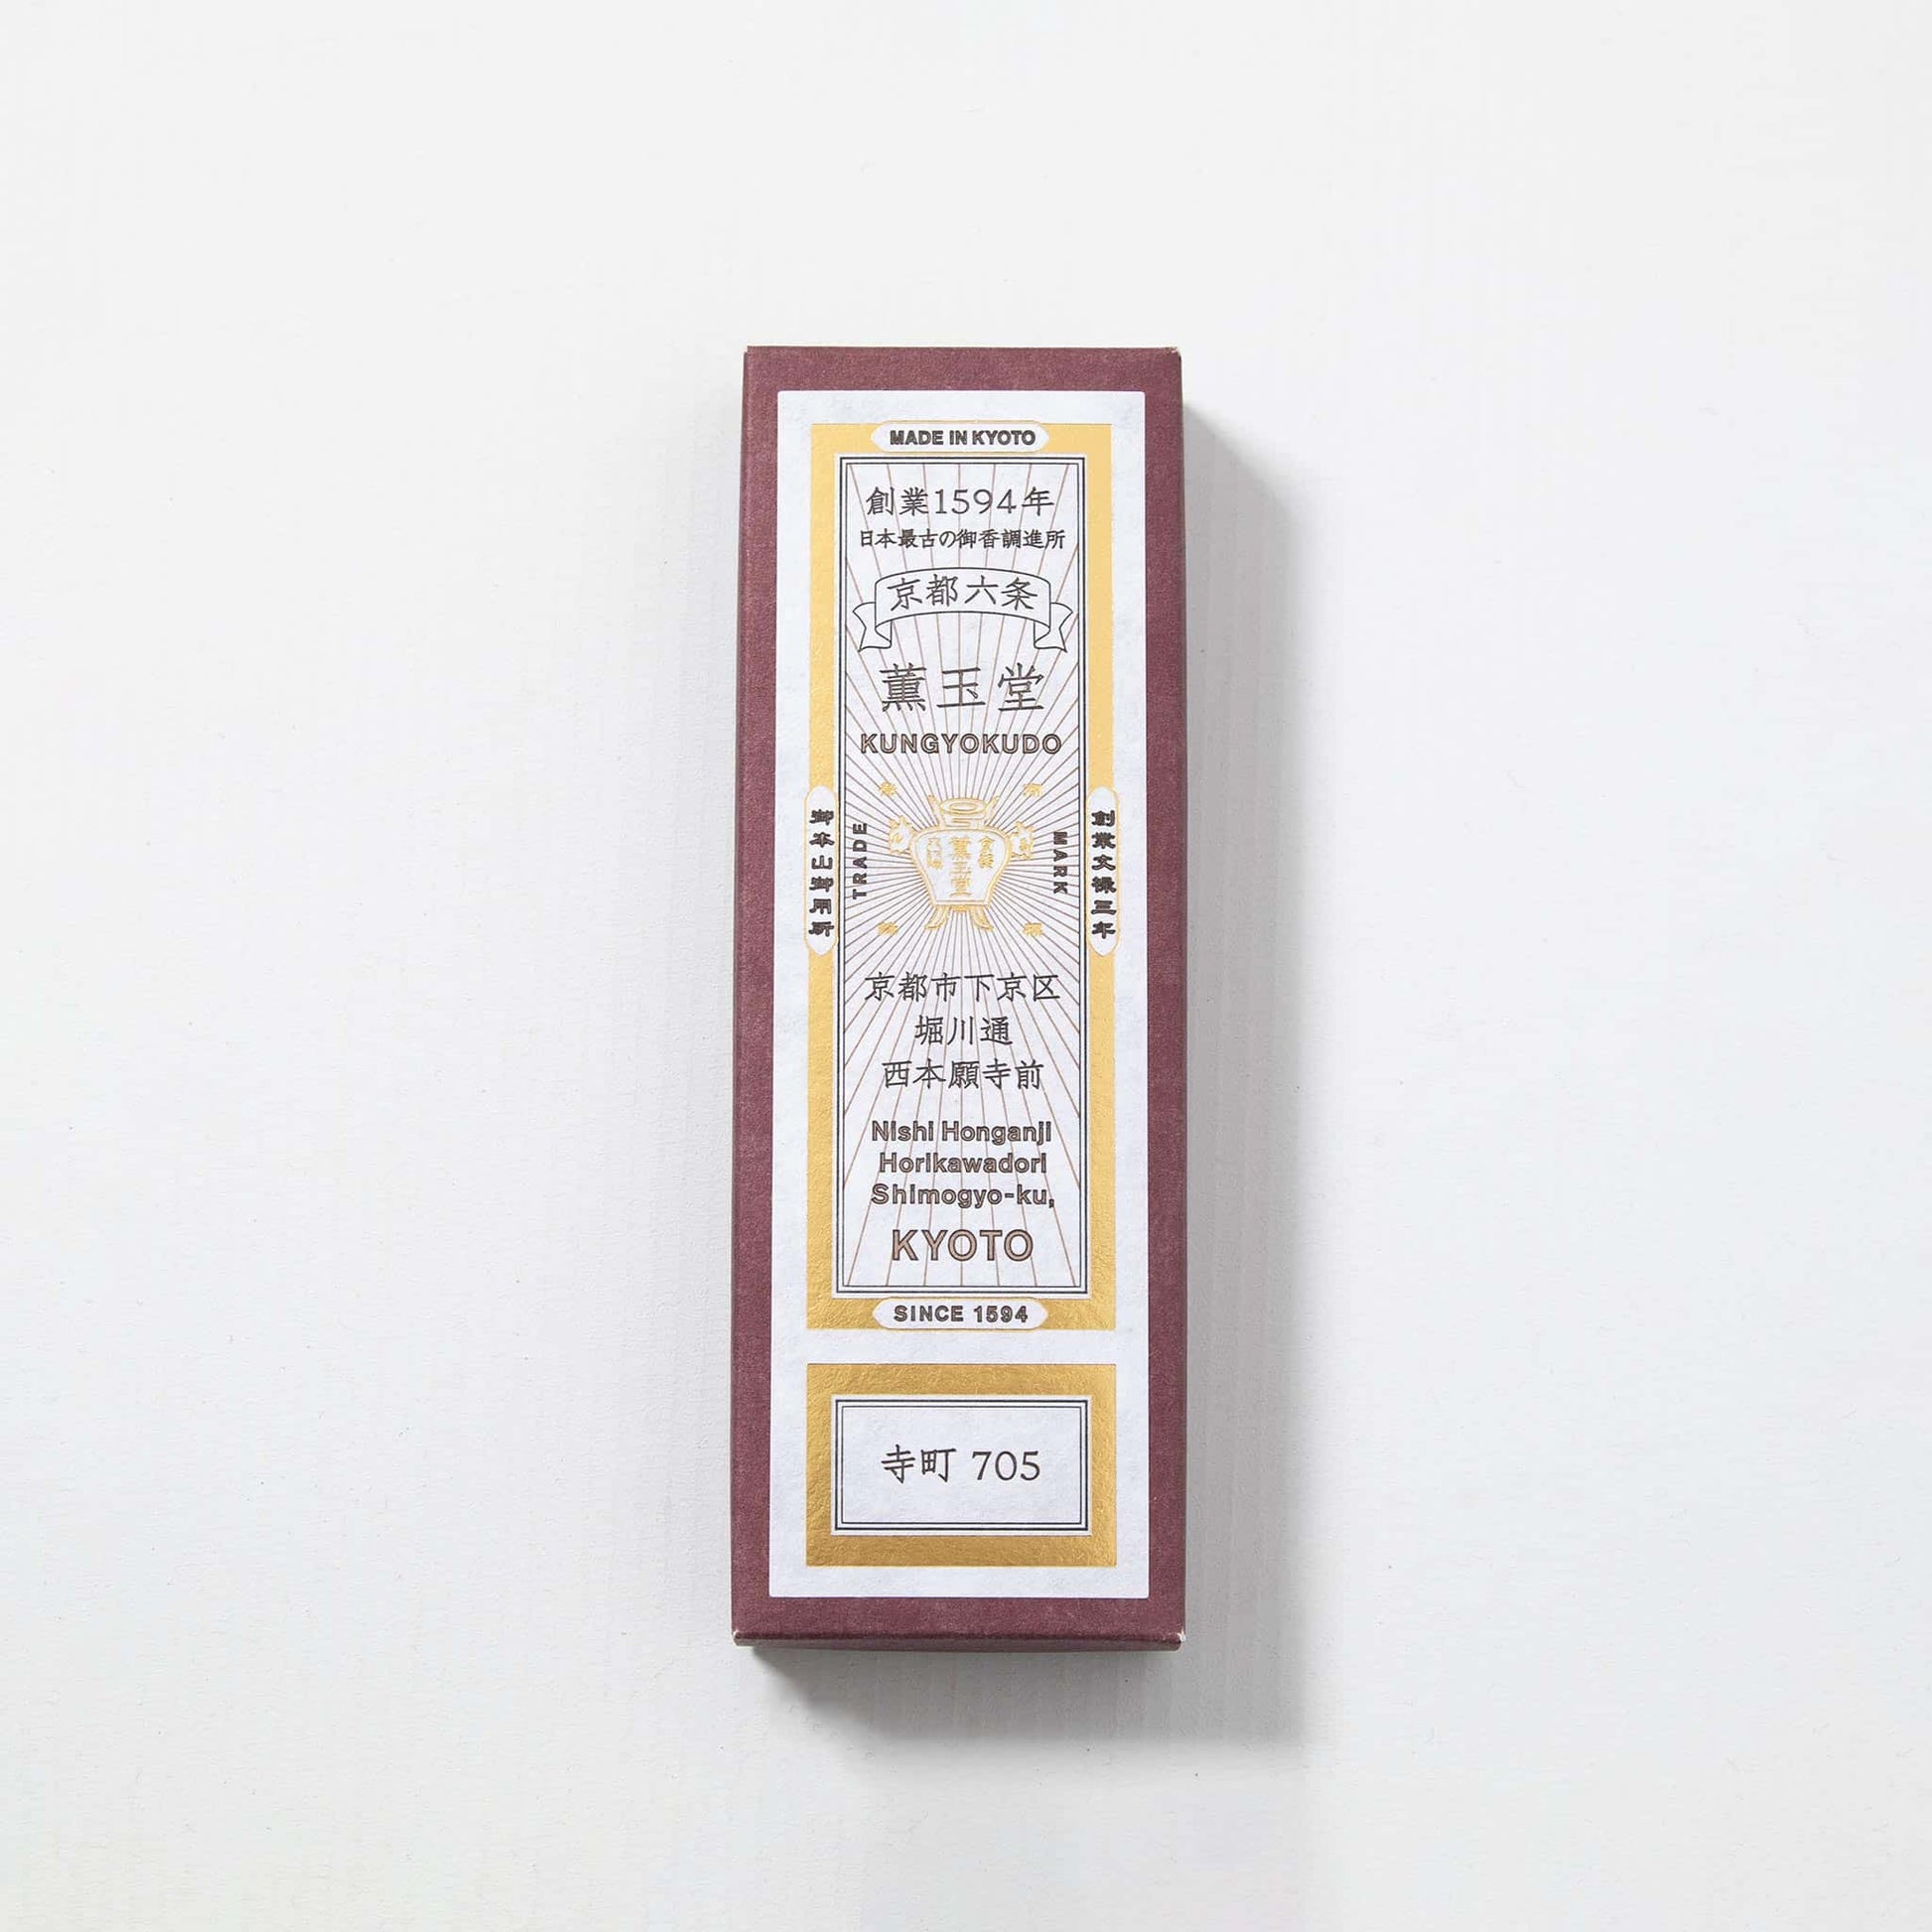 MADE IN KYOTO
創業1594年
日本最古の御香調進所
京都六条
薫玉堂
KUNGYOKUDO
御本山御用所
TRADE
薫玉堂
MARK
創業文禄三年
京都市下京区
堀川通
西本願寺前
Nishi Honganji
Horikawadori
Shimogyo-ku,
KYOTO
SINCE 1594
寺町 705